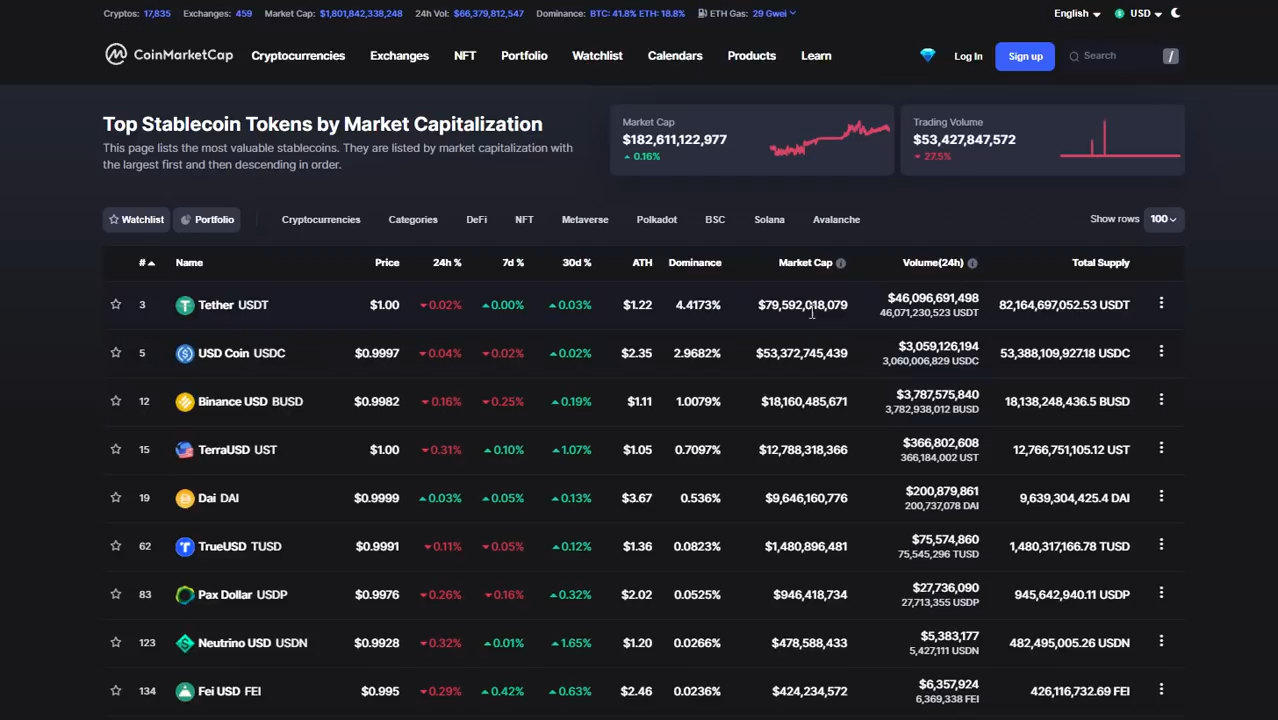 Cryptos: 17,835 Exchanges: 459 Market Cap: $1,801,842,338,248 24h Vol: $66,379,812,547 Dominance: BTC: 41.8% ETH: 18.8% ETH Gas: 29 Gwei English USD
CoinMarketCap Cryptocurrencies Exchanges NFT Portfolio Watchlist Calendars Products Learn Log In Sign up Search /
Top Stablecoin Tokens by Market Capitalization
This page lists the most valuable stablecoins. They are listed by market capitalization with
the largest first and then descending in order.
Market Cap
$182,611,122,977
0.16%
Trading Volume
$53,427,847,572
27.5%
Watchlist Portfolio Cryptocurrencies Categories DeFi NFT Metaverse Polkadot BSC Solana Avalanche Show rows 100
# Name Price 24h % 7d % 30d % ATH Dominance Market Cap Volume(24h) Total Supply
3 Tether USDT $1.00 0.02% 0.00% 0.03% $1.22 4.4173% $79,592,018,079 $46,096,691,498 82,164,697,052.53 USDT
46,071,230,523 USDT
5 USD Coin USDC $0.9997 0.04% 0.02% 0.02% $2.35 2.9682% $53,372,745,439 $3,059,126,194 53,388,109,927.18 USDC
3,060,006,829 USDC
12 Binance USD BUSD $0.9982 0.16% 0.25% 0.19% $1.11 1.0079% $18,160,485,671 $3,787,575,840 18,138,248,436.5 BUSD
3,782,938,012 BUSD
15 TerraUSD UST $1.00 0.31% 0.10% 1.07% $1.05 0.7097% $12,788,318,366 $366,802,608 12,766,751,105.12 UST
366,184,002 UST
19 Dai DAI $0.9999 0.03% 0.05% 0.13% $3.67 0.536% $9,646,160,776 $200,879,861 9,639,304,425.4 DAI
200,737,078 DAI
62 TrueUSD TUSD $0.9991 0.11% 0.05% 0.12% $1.36 0.0823% $1,480,896,481 $75,574,860 1,480,317,166.78 TUSD
75,545,296 TUSD
83 Pax Dollar USDP $0.9976 0.26% 0.16% 0.32% $2.02 0.0525% $946,418,734 $27,736,090 945,642,940.11 USDP
27,713,355 USDP
123 Neutrino USD USDN $0.9928 0.32% 0.01% 1.65% $1.20 0.0266% $478,588,433 $5,383,177 482,495,005.26 USDN
5,427,111 USDN
134 Fei USD FEI $0.995 0.29% 0.42% 0.63% $2.46 0.0236% $424,234,572 $6,357,924 426,116,732.69 FEI
6,369,338 FEI